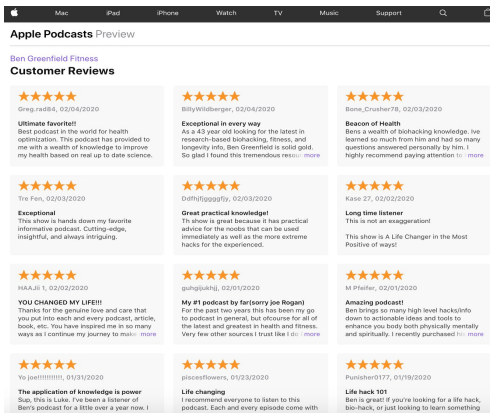 Mac iPad iPhone Watch TV Music Support
Apple Podcasts Preview
Ben Greenfield Fitness
Customer Reviews
Greg.rad84, 02/04/2020
Ultimate favorite!!
Best podcast in the world for health
optimization. This podcast has provided to
me with a wealth of knowledge to improve
my health based on real up to date science.
BillyWildberger, 02/04/2020
Exceptional in every way
As a 43 year old looking for the latest in
research-based biohacking, fitness, and
longevity info, Ben Greenfield is solid gold.
So glad I found this tremendous more
Bone_Crusher76, 02/03/2020
Beacon of Health
Bens a wealth of biohacking knowledge. ive
learned so much from him and had so many
questions answered personally by him. I
highly recommend paying attention to more
Tre Fen, 02/03/2020
Exceptional
This show is hands down my favorite
informative podcast. Cutting-edge,
insightful, and always intriguing.
Ddfhjfjggggfjy, 02/03/2020
Great practical knowledge!
Th show is great because it has practical
advice for the noobs that can be used
immediately as well as the more extreme
hacks for the experienced.
Kase 27, 02/02/2020
Long time listener
This is not an exaggeration!
This show is A Life Changer in the Most
Positive of ways!
HAAJii 1, 02/02/2020
YOU CHANGED MY LIFE!!!
Thanks for the genuine love and care that
you put into each and every podcast, article,
book, etc. You have inspired me in so many
ways as I continue my journey to make more
guhgijukhjj, 02/01/2020
My #1 podcast by far(sorry joe Rogan)
For the past two years this has been my go
to podcast in general, but ofcourse for all of
the latest and greatest in health and fitness.
Very few other sources I trust like I do more
M Pfeifer, 02/01/2020
Amazing podcast!
Ben brings so many high level hacks/info
down to actionable ideas and tools to
enhance you body both physically mentally
and spiritually. I recently purchased his more
Yo joe!!!!!!!!!!!, 01/31/2020
The application of knowledge is power
Sup, this is Luke. I've been a listener of
Ben's podcast for a little over a year now. I
piscesflowers, 01/23/2020
Life changing
I recommend everyone to listen to this
podcast. Each and every episode come with
Punisher0177, 01/19/2020
Life hack 101
Ben is great! If you're looking for a life hack,
bio-hack, or just looking to learn something